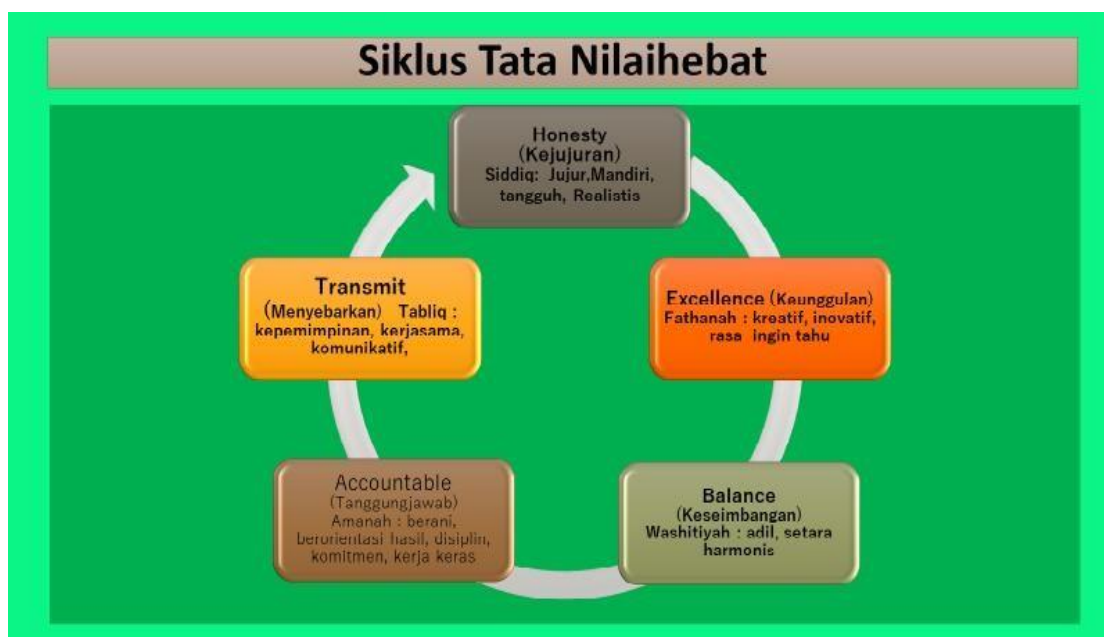 Siklus Tata Nilaihebat
Honesty
(Kejujuran)
Siddiq: Jujur,Mandiri,
tangguh, Realistis
Excellence (Keunggulan)
Fathanah : kreatif, inovatif,
rasa ingin tahu
Balance
(Keseimbangan)
Washitiyah : adil, setara
harmonis
Accountable
(Tanggungjawab)
Amanah : berani,
berorientasi hasil, disiplin,
komitmen, kerja keras
Transmit
(Menyebarkan) Tabliq :
kepemimpinan, kerjasama,
komunikatif,